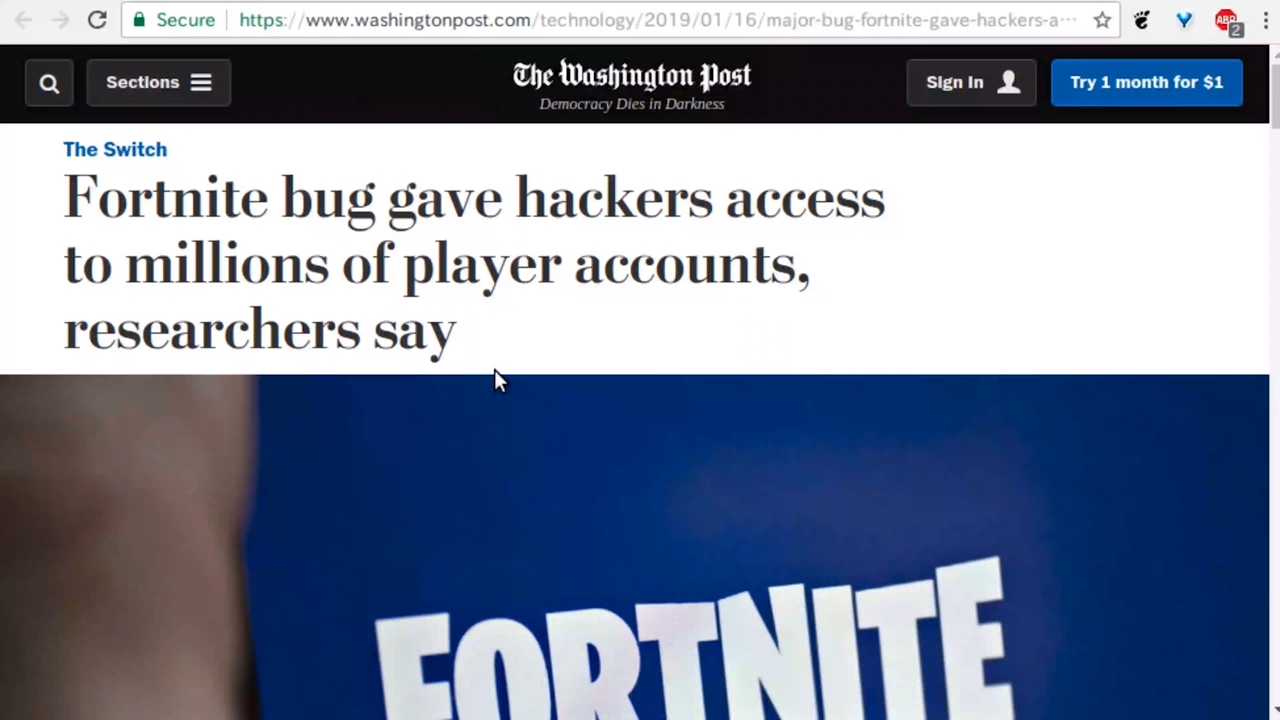 Secure https://www.washingtonpost.com/technology/2019/01/16/major-bug-fortnite-gave-hackers-a…
ABP
2
Sections
The Washington Post
Democracy Dies in Darkness
Sign In
Try 1 month for $1
The Switch
Fortnite bug gave hackers access
to millions of player accounts,
researchers say
FORTNITE